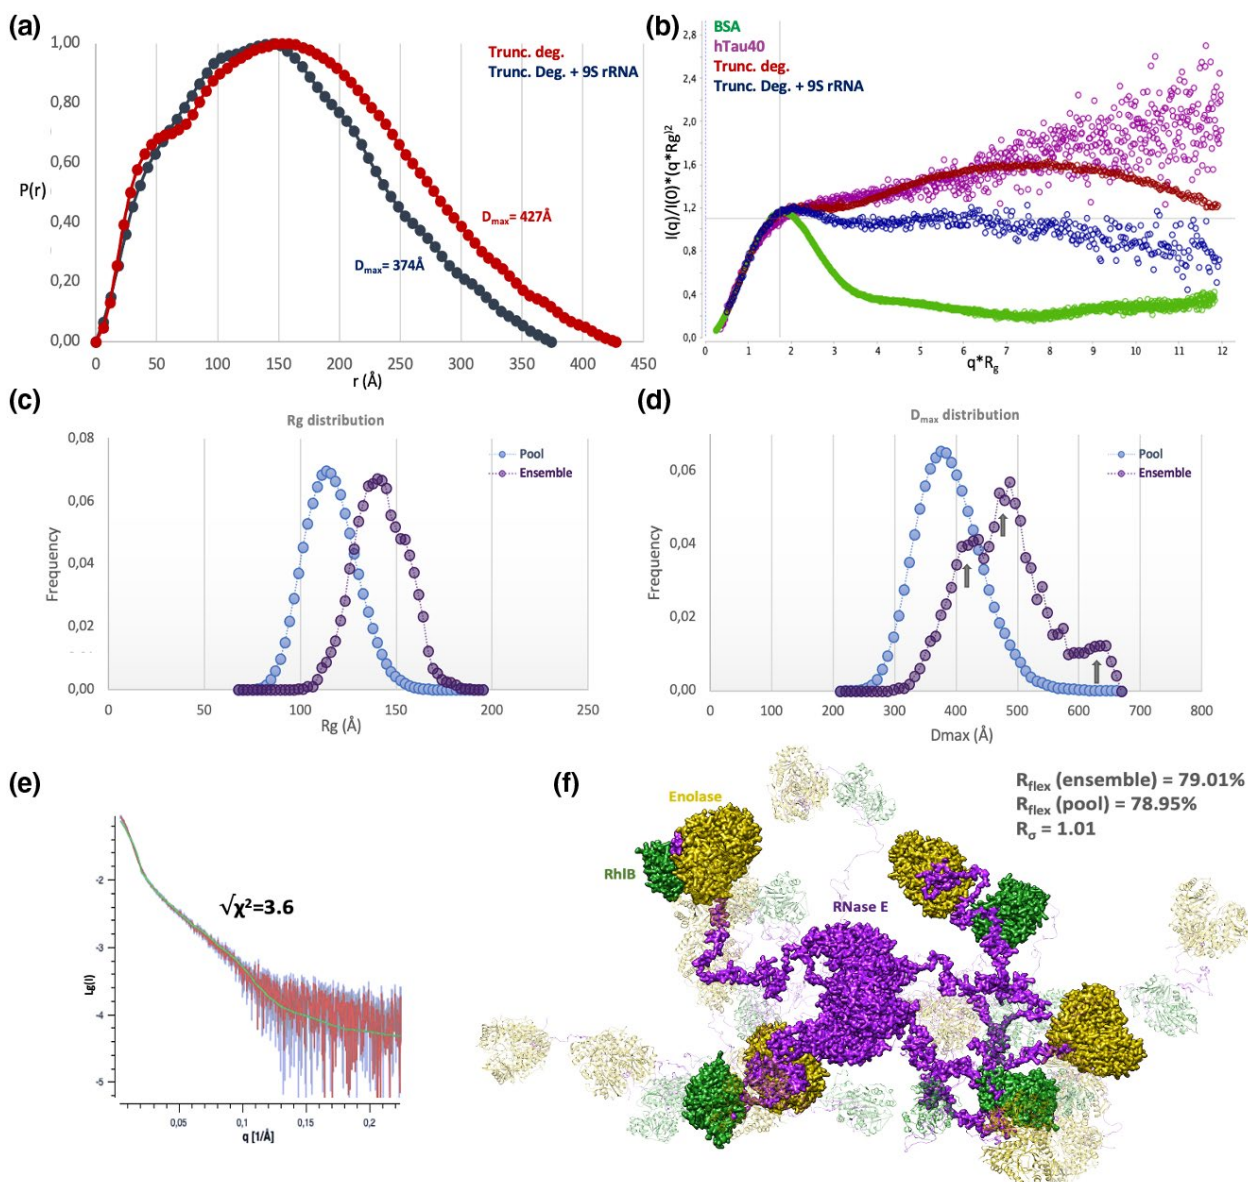 (a)
1,00
0,80
0,60
0,40
0,20
0,00
P(r)
0 50 100 150 200 250 300 350 400 450
r (Å)
Trunc. deg.
Trunc. Deg. + 9S rRNA
Dmax= 427Å
Dmax= 374Å
(b)
BSA
hTau40
Trunc. deg.
Trunc. Deg. + 9S rRNA
2,8
2,4
2,0
1,6
1,2
0,8
0,4
0,0
I(q)/I(0)*(q*Rg)2
0 1 2 3 4 5 6 7 8 9 10 11 12
q*Rg
(c)
Rg distribution
0,08
0,06
0,04
0,02
0,00
Frequency
Pool
Ensemble
0 50 100 150 200 250
Rg (Å)
(d)
Dmax distribution
0,06
0,04
0,02
0,00
Frequency
Pool
Ensemble
0 100 200 300 400 500 600 700 800
Dmax (Å)
(e)
-2
-3
-4
-5
Lg(I)
√χ²=3.6
0,05 0,1 0,15 0,2
q [1/Å]
(f)
Enolase
RhlB
RNase E
Rflex (ensemble) = 79.01%
Rflex (pool) = 78.95%
Rσ = 1.01